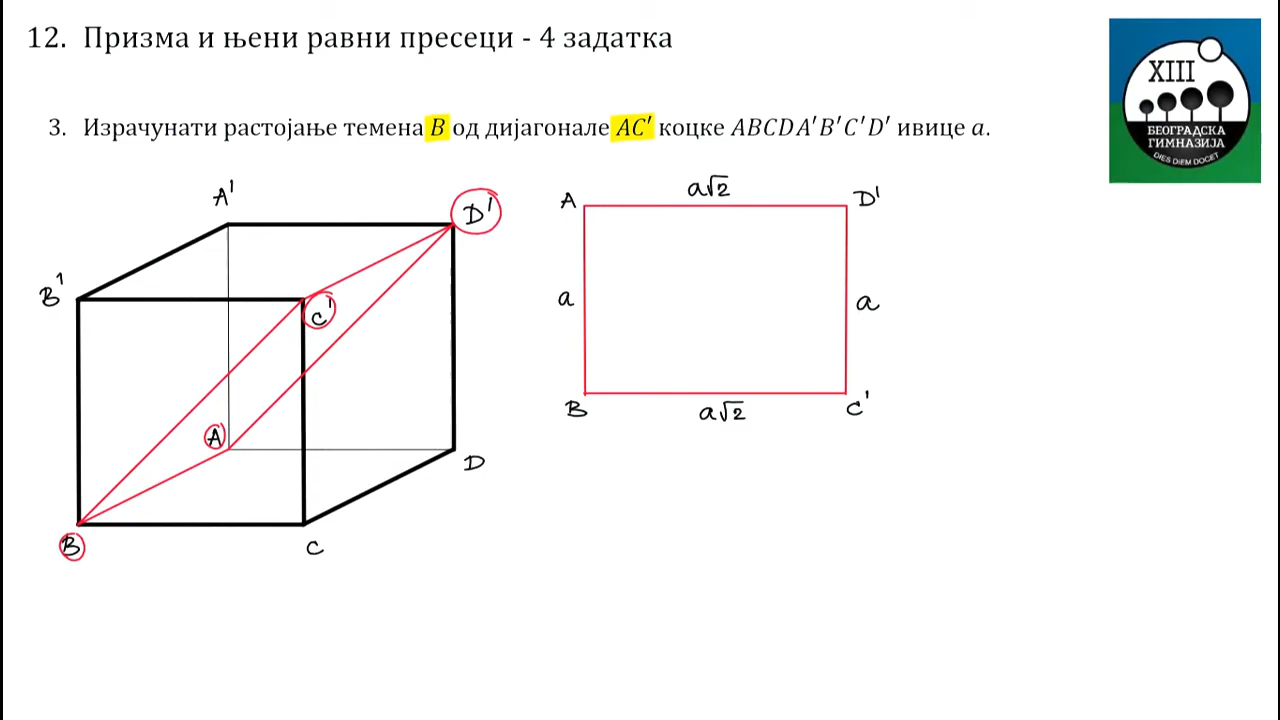 12. Призма и њени равни пресеци - 4 задатка
XIII
БЕОГРАДСКА
ГИМНАЗИЈА
DIES DIEM DOCET
3. Израчунати растојање темена B од дијагонале AC' коцке ABCDA'B'C'D' ивице a.
A'
D'
B'
C'
A
D
B
C
a√2
A
D'
a
a
B
a√2
C'